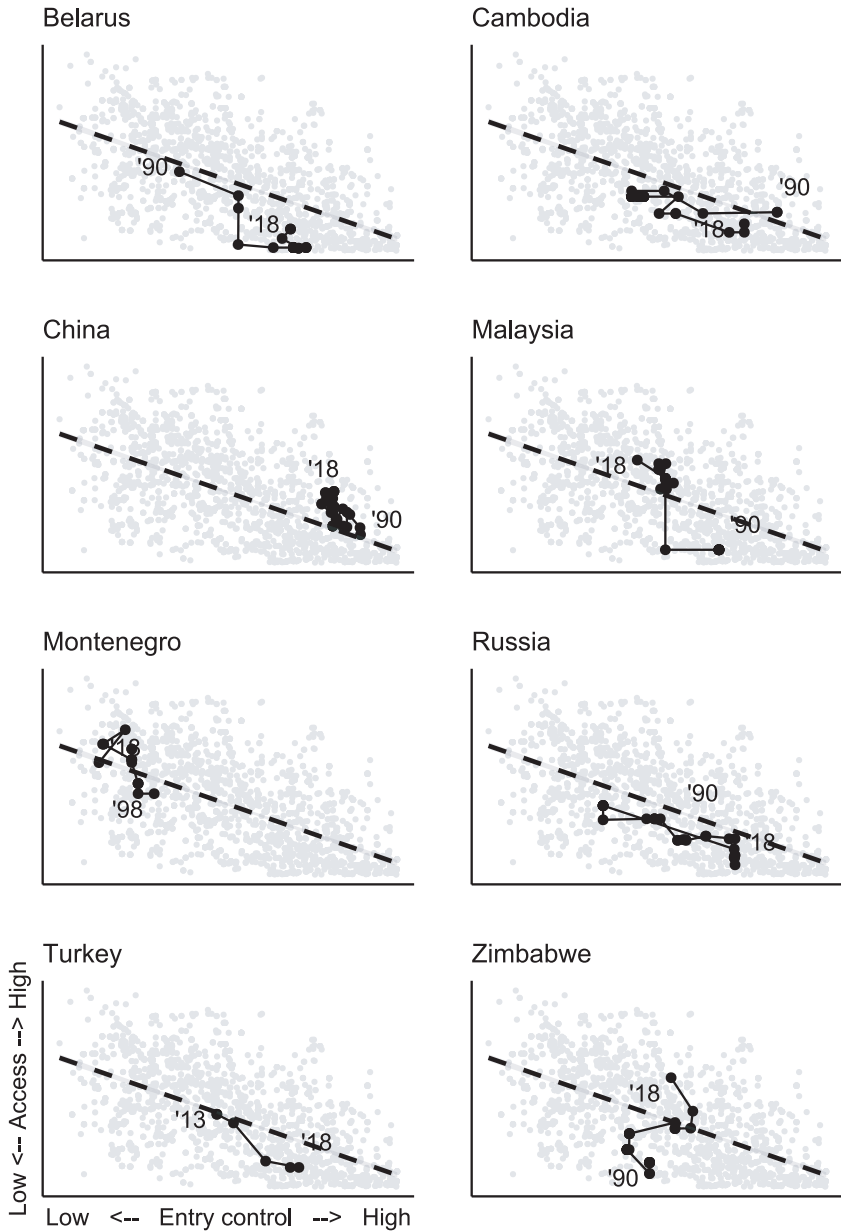 Belarus
Cambodia
'90
'18
'90
'18
China
Malaysia
'18
'90
'18
'90
Montenegro
Russia
'98
'90
'18
Turkey
Zimbabwe
'13
'18
'18
'90
Low <-- Access --> High
Low <-- Entry control --> High